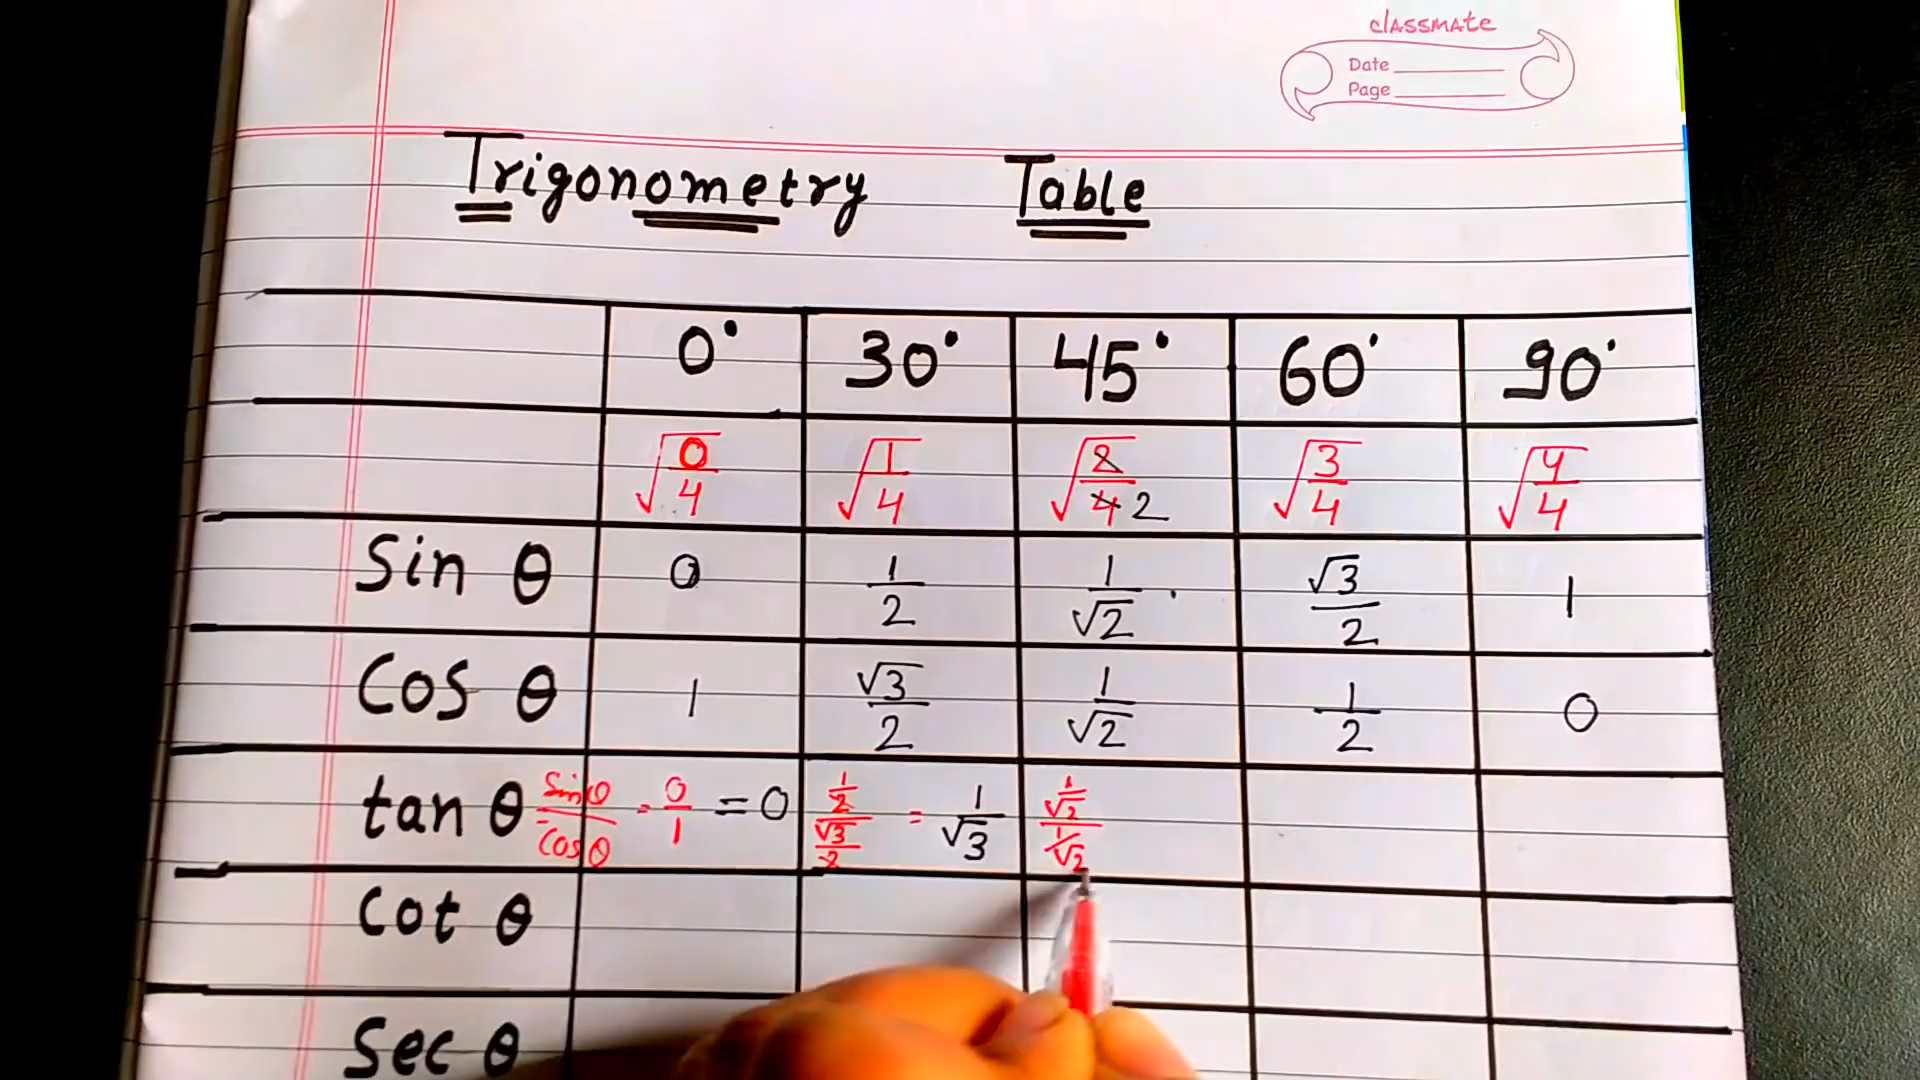 classmate
Date
Page
Trigonometry Table
0° 30° 45° 60° 90°
√0/4 √1/4 √2/4 2 √3/4 √4/4
Sin θ 0 1/2 1/√2 √3/2 1
Cos θ 1 √3/2 1/√2 1/2 0
tan θ = Sinθ/Cosθ = 0/1 = 0 1/2/√3/2 = 1/√3 1/√2/1/√2
Cot θ
Sec θ